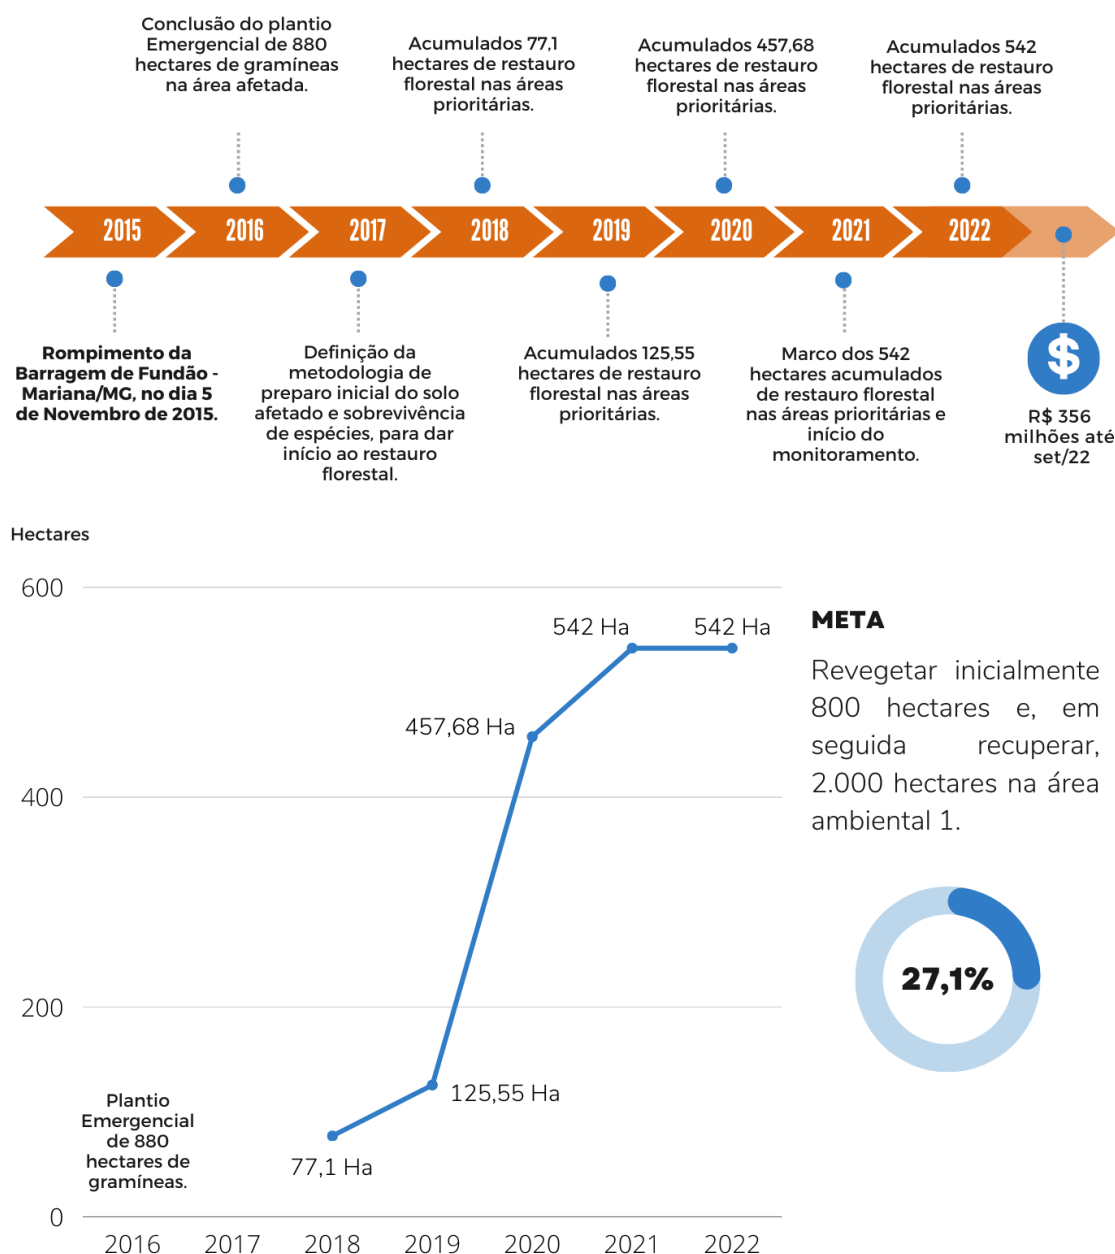 Conclusão do plantio
Emergencial de 880
hectares de gramíneas
na área afetada.
Acumulados 77,1
hectares de restauro
florestal nas áreas
prioritárias.
Acumulados 457,68
hectares de restauro
florestal nas áreas
prioritárias.
Acumulados 542
hectares de restauro
florestal nas áreas
prioritárias.
2015
2016
2017
2018
2019
2020
2021
2022
Rompimento da
Barragem de Fundão -
Mariana/MG, no dia 5
de Novembro de 2015.
Definição da
metodologia de
preparo inicial do solo
afetado e sobrevivência
de espécies, para dar
início ao restauro
florestal.
Acumulados 125,55
hectares de restauro
florestal nas áreas
prioritárias.
Marco dos 542
hectares acumulados
de restauro florestal
nas áreas prioritárias e
início do
monitoramento.
$
R$ 356
milhões até
set/22
Hectares
600
400
200
0
542 Ha
542 Ha
457,68 Ha
125,55 Ha
77,1 Ha
Plantio
Emergencial
de 880
hectares de
gramíneas.
2016
2017
2018
2019
2020
2021
2022
META
Revegetar inicialmente
800 hectares e, em
seguida recuperar,
2.000 hectares na área
ambiental 1.
27,1%